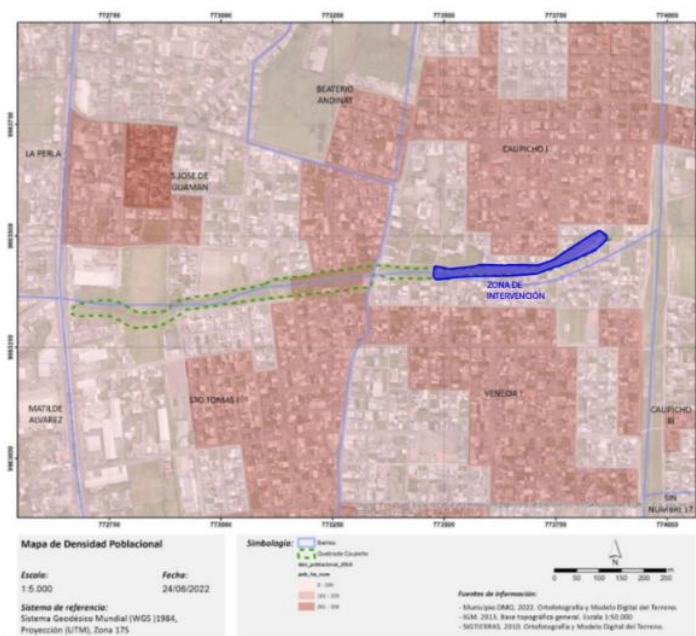 772750 773000 773250 773500 773750 774000
BEATERIO
ANDINAT
LA PERLA
CAUPICHO I
S.JOSE DE
GUAMAN
ZONA DE
INTERVENCIÓN
STO TOMAS I
VENECIA I
MATILDE
ALVAREZ
CAUPICHO
III
SIN
NUMBRE 17
772750 773000 773250 773500 773750 774000
Mapa de Densidad Poblacional
Escala:
1:5.000
Fecha:
24/06/2022
Sistema de referencia:
Sistema Geodésico Mundial (WGS )1984,
Proyección (UTM), Zona 17S
Simbología:
Barrios
Quebrada Caupicho
N
0 50 100 150 200 250
m
Fuentes de información:
- Municipio DMQ, 2022. Ortofotografía y Modelo Digital del Terreno.
- IGM. 2013. Base topográfica general. Escala 1:50.000
- SIGTIERRAS. 2010. Ortofotografía y Modelo Digital del Terreno.